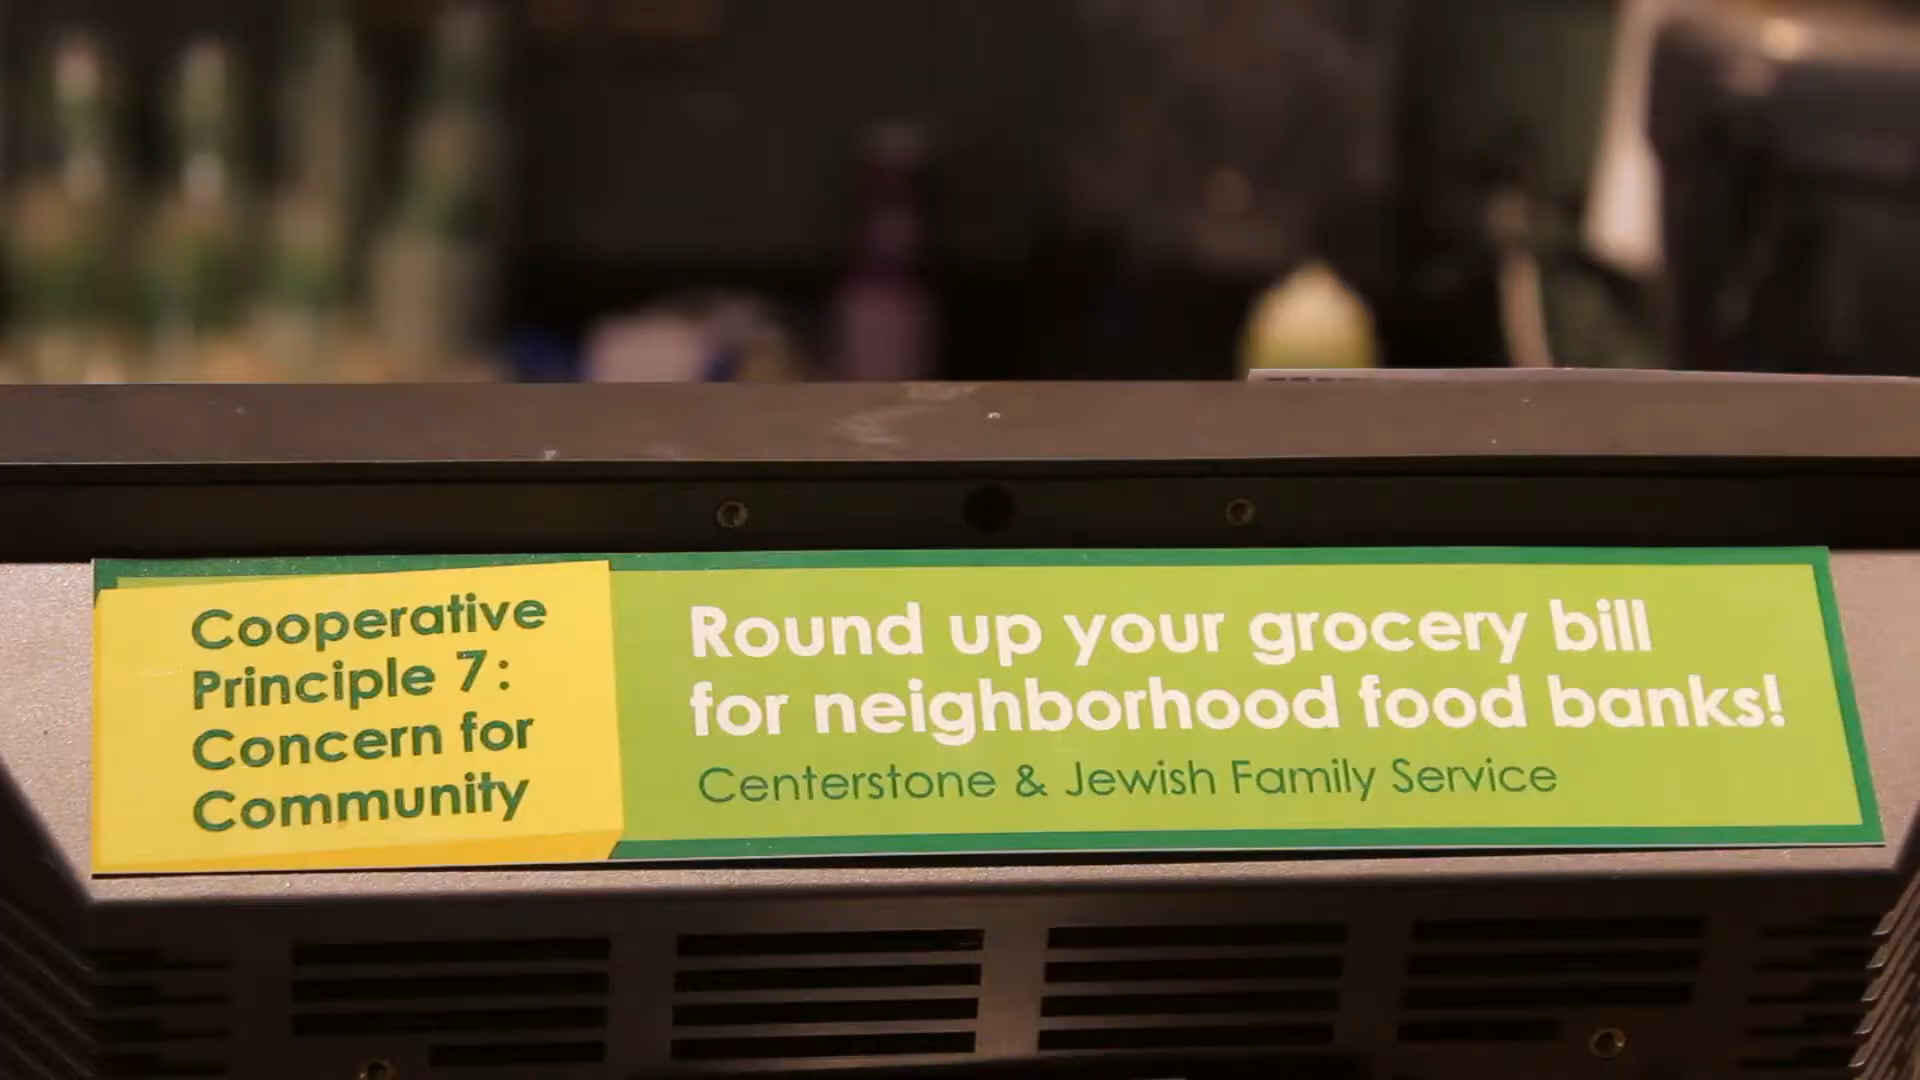 Cooperative
Principle 7:
Concern for
Community
Round up your grocery bill
for neighborhood food banks!
Centerstone & Jewish Family Service